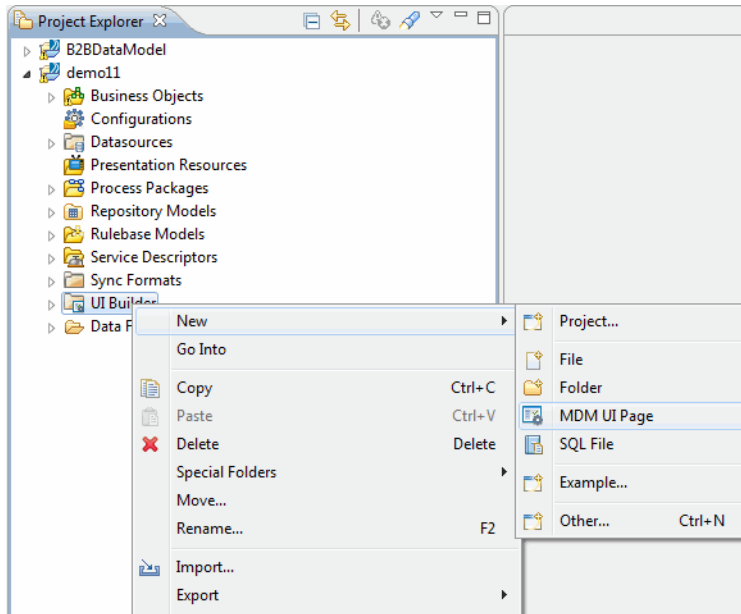 Project Explorer
B2BDataModel
demo11
Business Objects
Configurations
Datasources
Presentation Resources
Process Packages
Repository Models
Rulebase Models
Service Descriptors
Sync Formats
UI Builder
Data F
New
Go Into
Copy Ctrl+C
Paste Ctrl+V
Delete Delete
Special Folders
Move...
Rename... F2
Import...
Export
Project...
File
Folder
MDM UI Page
SQL File
Example...
Other... Ctrl+N